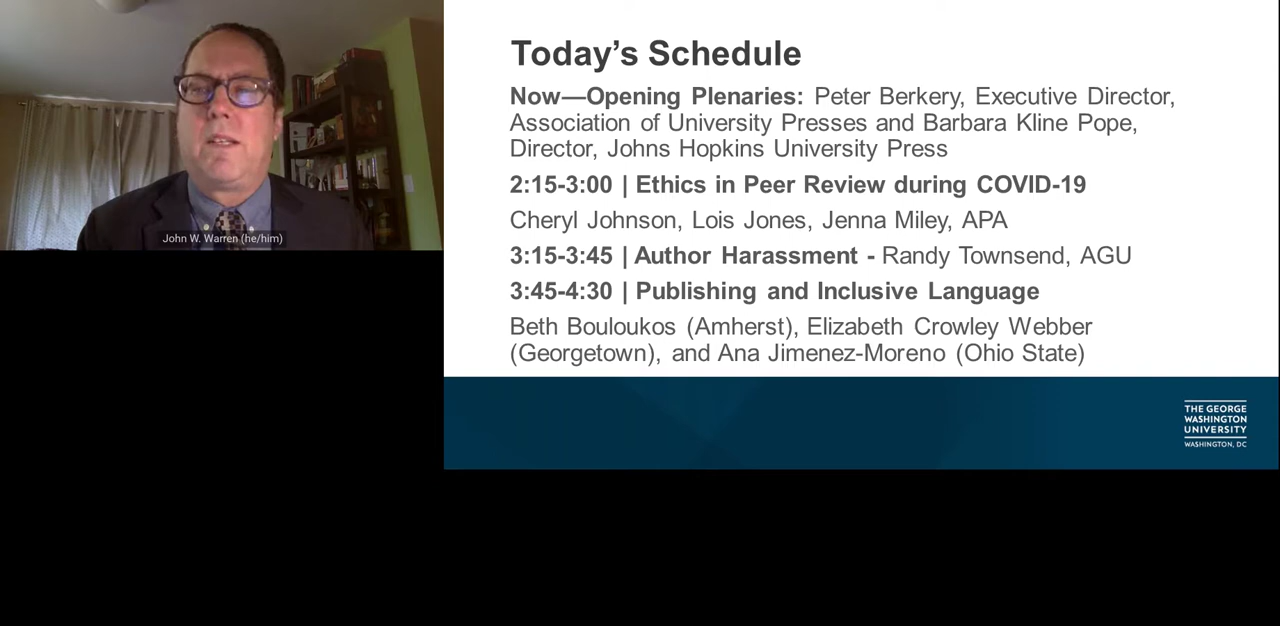 John W. Warren (he/him)
Today’s Schedule
Now—Opening Plenaries: Peter Berkery, Executive Director,
Association of University Presses and Barbara Kline Pope,
Director, Johns Hopkins University Press
2:15-3:00 | Ethics in Peer Review during COVID-19
Cheryl Johnson, Lois Jones, Jenna Miley, APA
3:15-3:45 | Author Harassment - Randy Townsend, AGU
3:45-4:30 | Publishing and Inclusive Language
Beth Bouloukos (Amherst), Elizabeth Crowley Webber
(Georgetown), and Ana Jimenez-Moreno (Ohio State)
THE GEORGE
WASHINGTON
UNIVERSITY
WASHINGTON, DC